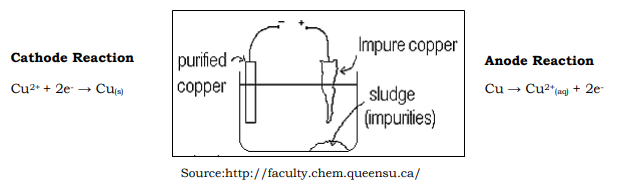 Cathode Reaction
Cu²⁺ + 2e⁻ → Cu₍s₎
- +
purified
copper
Impure copper
sludge
(impurities)
Anode Reaction
Cu → Cu²⁺₍aq₎ + 2e⁻
Source:http://faculty.chem.queensu.ca/